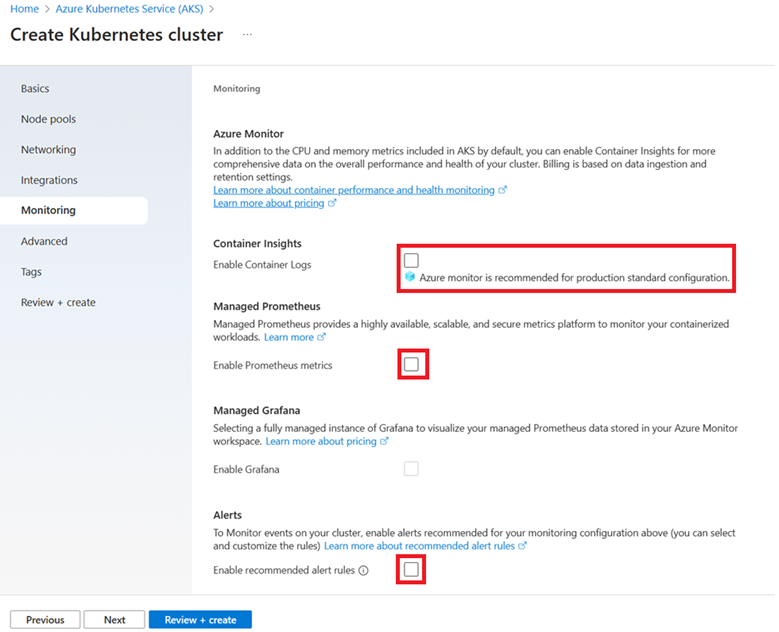 Home > Azure Kubernetes Service (AKS) >
Create Kubernetes cluster ...
Basics
Node pools
Networking
Integrations
Monitoring
Advanced
Tags
Review + create
Monitoring
Azure Monitor
In addition to the CPU and memory metrics included in AKS by default, you can enable Container Insights for more
comprehensive data on the overall performance and health of your cluster. Billing is based on data ingestion and
retention settings.
Learn more about container performance and health monitoring
Learn more about pricing
Container Insights
Enable Container Logs
Azure monitor is recommended for production standard configuration.
Managed Prometheus
Managed Prometheus provides a highly available, scalable, and secure metrics platform to monitor your containerized
workloads. Learn more
Enable Prometheus metrics
Managed Grafana
Selecting a fully managed instance of Grafana to visualize your managed Prometheus data stored in your Azure Monitor
workspace. Learn more about pricing
Enable Grafana
Alerts
To Monitor events on your cluster, enable alerts recommended for your monitoring configuration above (you can select
and customize the rules) Learn more about recommended alert rules
Enable recommended alert rules
Previous
Next
Review + create